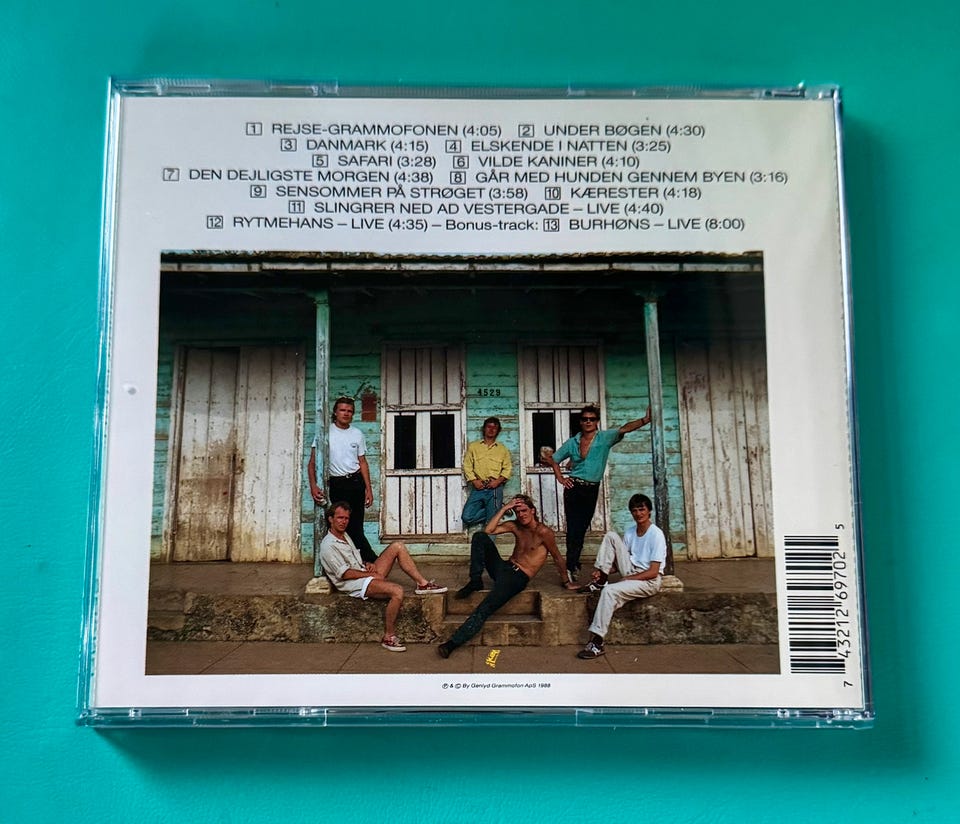 1 REJSE-GRAMMOFONEN (4:05) 2 UNDER BØGEN (4:30)
3 DANMARK (4:15) 4 ELSKENDE I NATTEN (3:25)
5 SAFARI (3:28) 6 VILDE KANINER (4:10)
7 DEN DEJLIGSTE MORGEN (4:38) 8 GÅR MED HUNDEN GENNEM BYEN (3:16)
9 SENSOMMER PÅ STRØGET (3:58) 10 KÆRESTER (4:18)
11 SLINGRER NED AD VESTERGADE – LIVE (4:40)
12 RYTMEHANS – LIVE (4:35) – Bonus-track: 13 BURHØNS – LIVE (8:00)
4529
7 43212 69702 5
℗ & © By Genlyd Grammofon ApS 1988